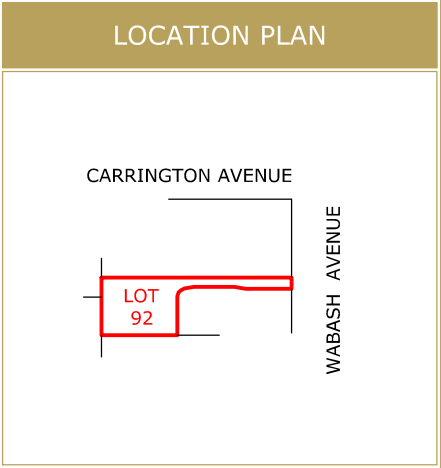 LOCATION PLAN
CARRINGTON AVENUE
WABASH AVENUE
LOT
92